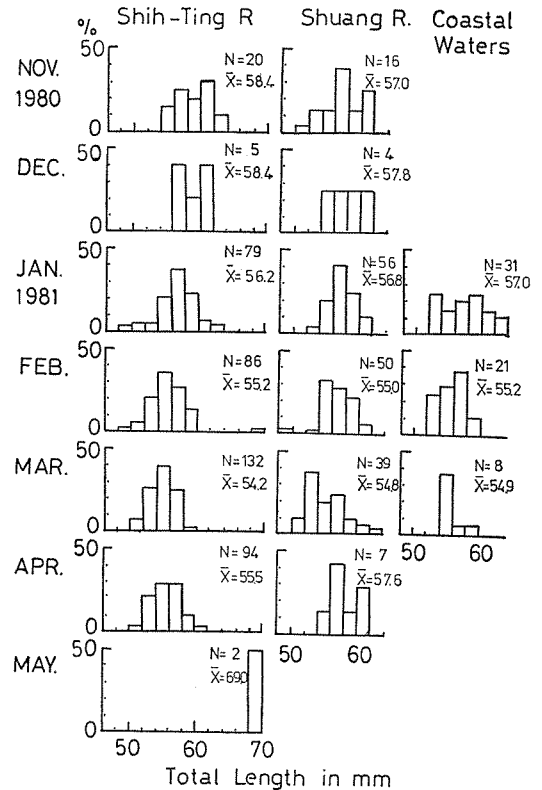 Shih-Ting R
Shuang R.
Coastal
Waters
%
NOV.
1980
50
0
N=20
X̄=58.4
N=16
X̄=57.0
DEC.
50
0
N= 5
X̄=58.4
N= 4
X̄=57.8
JAN.
1981
50
0
N=79
X̄=56.2
N=56
X̄=56.8
N= 31
X̄=57.0
FEB.
50
0
N=86
X̄=55.2
N=50
X̄=55.0
N=21
X̄=55.2
MAR.
50
0
N=132
X̄=54.2
N=39
X̄=54.8
N= 8
X̄=54.9
50 60
APR.
50
0
N= 94
X̄=55.5
N= 7
X̄=57.6
50 60
MAY.
50
0
N= 2
X̄=69.0
50 60 70
Total Length in mm